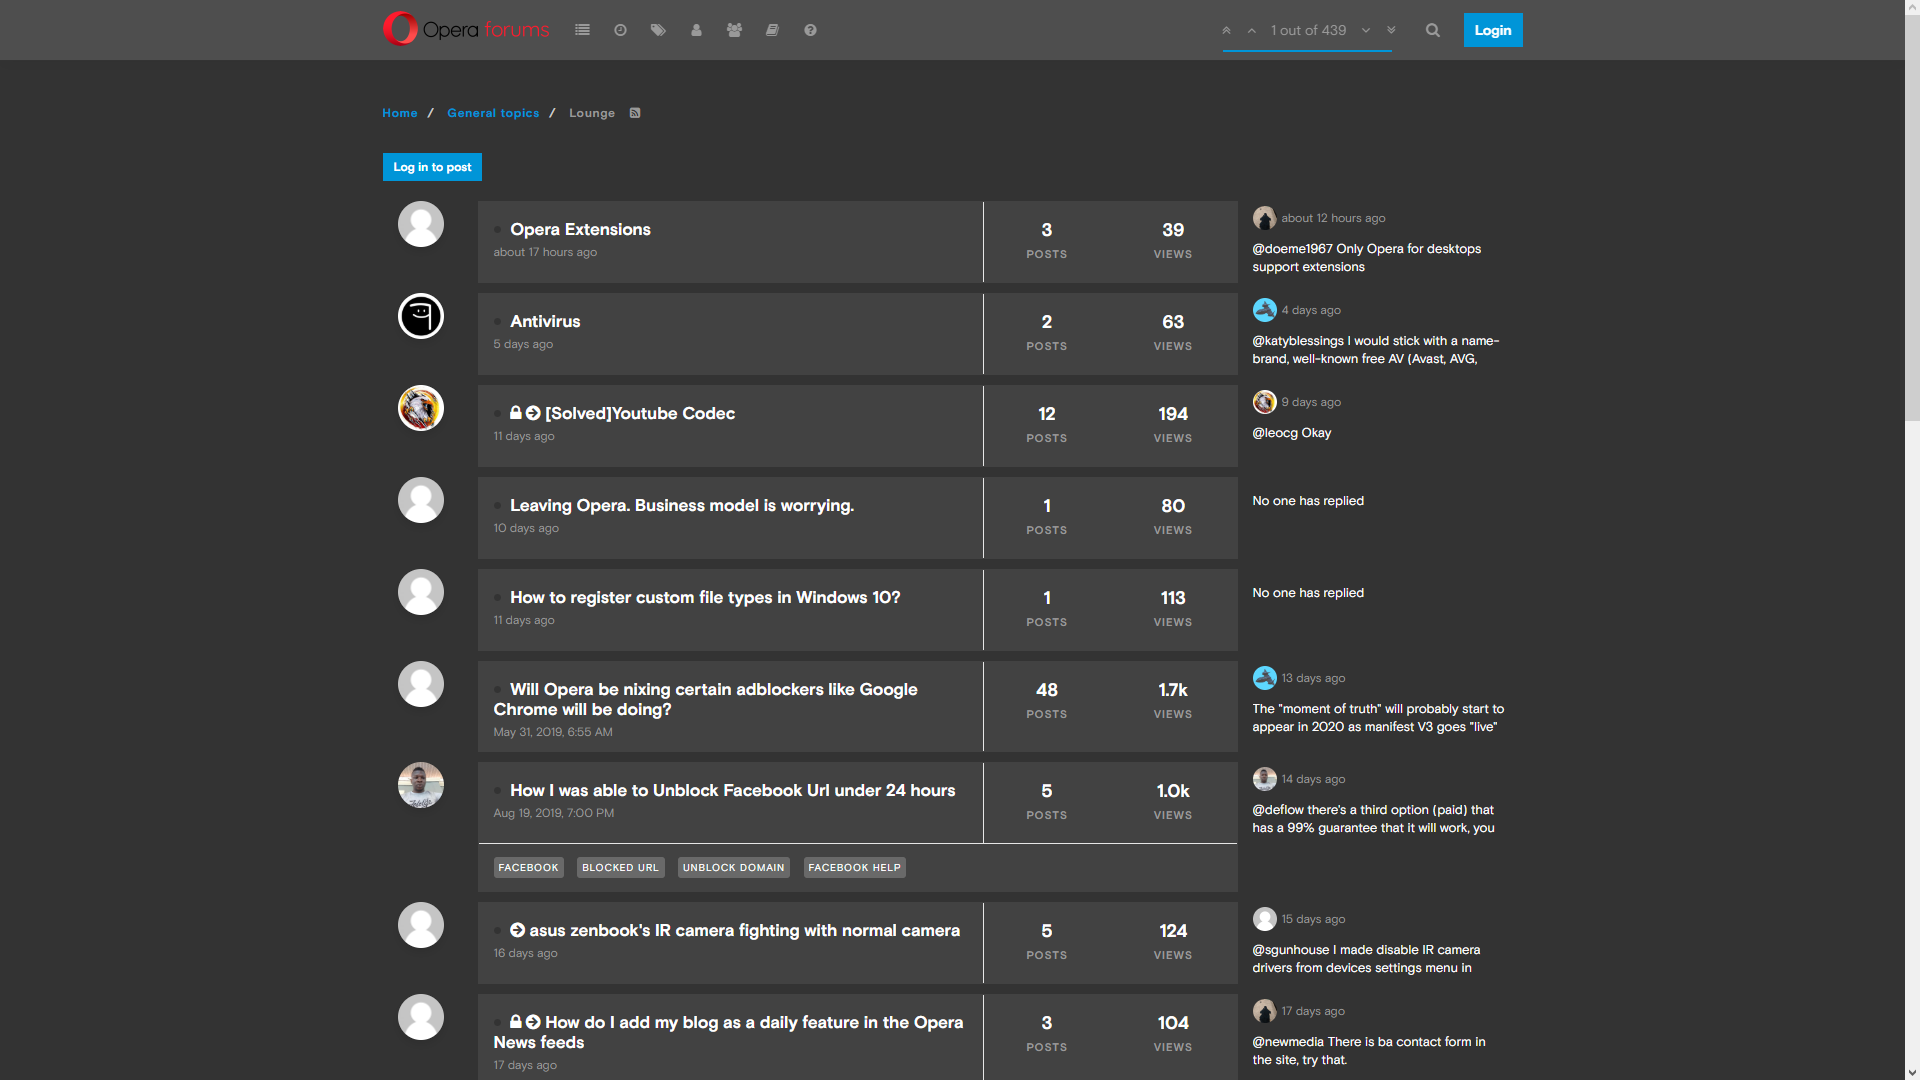 Opera forums
1 out of 439
Login
Home / General topics / Lounge
Log in to post
Opera Extensions
about 17 hours ago
3
POSTS
39
VIEWS
about 12 hours ago
@doeme1967 Only Opera for desktops
support extensions
Antivirus
5 days ago
2
POSTS
63
VIEWS
4 days ago
@katyblessings I would stick with a name-
brand, well-known free AV (Avast, AVG,
[Solved]Youtube Codec
11 days ago
12
POSTS
194
VIEWS
9 days ago
@leocg Okay
Leaving Opera. Business model is worrying.
10 days ago
1
POSTS
80
VIEWS
No one has replied
How to register custom file types in Windows 10?
11 days ago
1
POSTS
113
VIEWS
No one has replied
Will Opera be nixing certain adblockers like Google
Chrome will be doing?
May 31, 2019, 6:55 AM
48
POSTS
1.7k
VIEWS
13 days ago
The "moment of truth" will probably start to
appear in 2020 as manifest V3 goes "live"
How I was able to Unblock Facebook Url under 24 hours
Aug 19, 2019, 7:00 PM
5
POSTS
1.0k
VIEWS
14 days ago
@deflow there's a third option (paid) that
has a 99% guarantee that it will work, you
FACEBOOK BLOCKED URL UNBLOCK DOMAIN FACEBOOK HELP
asus zenbook's IR camera fighting with normal camera
16 days ago
5
POSTS
124
VIEWS
15 days ago
@sgunhouse I made disable IR camera
drivers from devices settings menu in
How do I add my blog as a daily feature in the Opera
News feeds
17 days ago
3
POSTS
104
VIEWS
17 days ago
@newmedia There is ba contact form in
the site, try that.